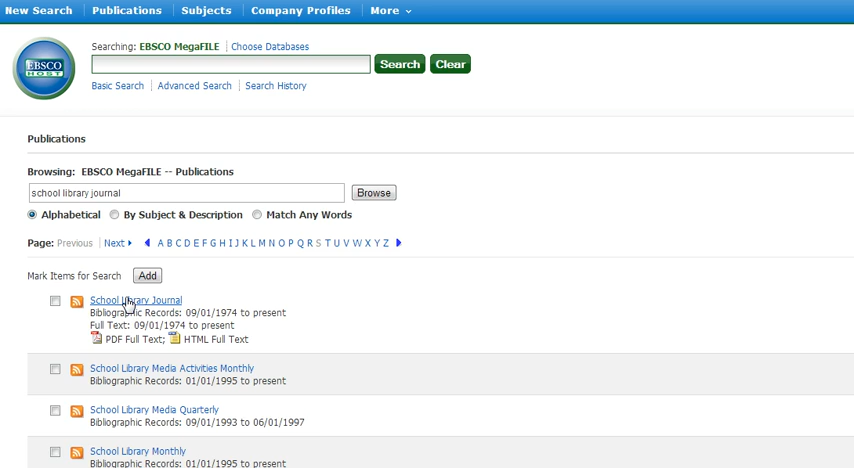 New Search Publications Subjects Company Profiles More
Searching: EBSCO MegaFILE Choose Databases
EBSCO
HOST
Search Clear
Basic Search Advanced Search Search History
Publications
Browsing: EBSCO MegaFILE -- Publications
school library journal Browse
Alphabetical By Subject & Description Match Any Words
Page: Previous Next A B C D E F G H I J K L M N O P Q R S T U V W X Y Z
Mark Items for Search Add
School Library Journal
Bibliographic Records: 09/01/1974 to present
Full Text: 09/01/1974 to present
PDF Full Text; HTML Full Text
School Library Media Activities Monthly
Bibliographic Records: 01/01/1995 to present
School Library Media Quarterly
Bibliographic Records: 09/01/1993 to 06/01/1997
School Library Monthly
Bibliographic Records: 01/01/1995 to present